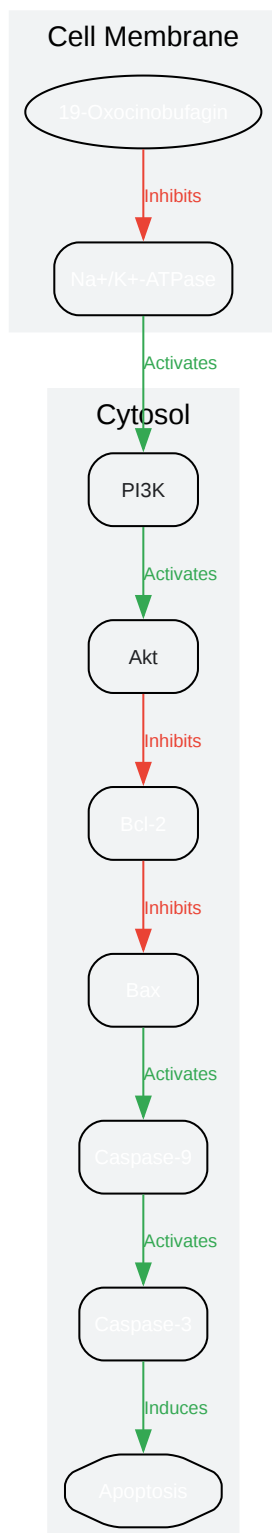 Cell Membrane
19-Oxocinobufagin
Inhibits
Na+/K+-ATPase
Activates
Cytosol
PI3K
Activates
Akt
Inhibits
Bcl-2
Inhibits
Bax
Activates
Caspase-9
Activates
Caspase-3
Induces
Apoptosis